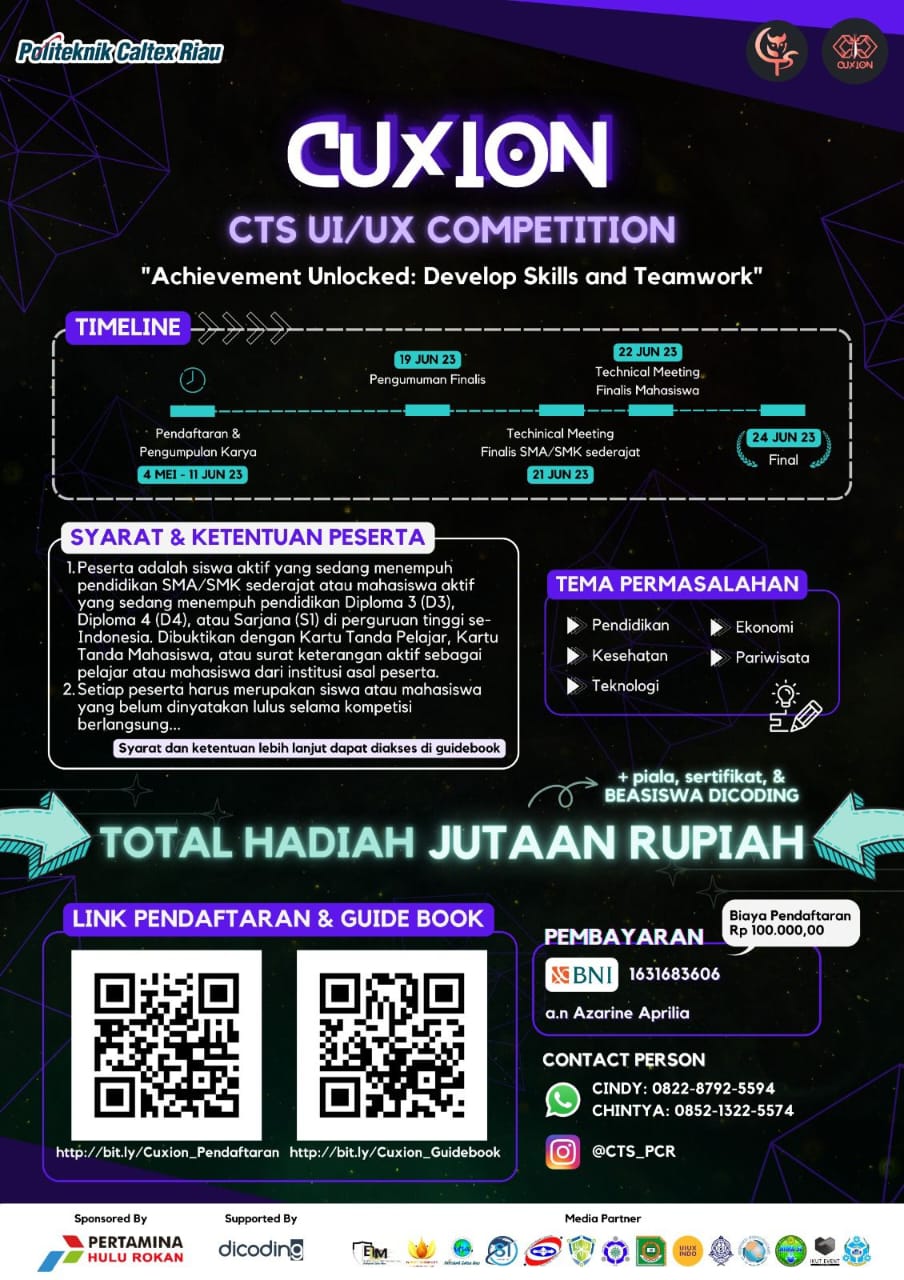 Politeknik Caltex Riau
CUXION
CUXION
CTS UI/UX COMPETITION
"Achievement Unlocked: Develop Skills and Teamwork"
TIMELINE
19 JUN 23
Pengumuman Finalis
22 JUN 23
Technical Meeting
Finalis Mahasiswa
Pendaftaran &
Pengumpulan Karya
4 MEI - 11 JUN 23
Techinical Meeting
Finalis SMA/SMK sederajat
21 JUN 23
24 JUN 23
Final
SYARAT & KETENTUAN PESERTA
1. Peserta adalah siswa aktif yang sedang menempuh
pendidikan SMA/SMK sederajat atau mahasiswa aktif
yang sedang menempuh pendidikan Diploma 3 (D3),
Diploma 4 (D4), atau Sarjana (S1) di perguruan tinggi se-
Indonesia. Dibuktikan dengan Kartu Tanda Pelajar, Kartu
Tanda Mahasiswa, atau surat keterangan aktif sebagai
pelajar atau mahasiswa dari institusi asal peserta.
2. Setiap peserta harus merupakan siswa atau mahasiswa
yang belum dinyatakan lulus selama kompetisi
berlangsung...
Syarat dan ketentuan lebih lanjut dapat diakses di guidebook
TEMA PERMASALAHAN
Pendidikan
Kesehatan
Teknologi
Ekonomi
Pariwisata
+ piala, sertifikat, &
BEASISWA DICODING
TOTAL HADIAH JUTAAN RUPIAH
LINK PENDAFTARAN & GUIDE BOOK
http://bit.ly/Cuxion_Pendaftaran
http://bit.ly/Cuxion_Guidebook
Biaya Pendaftaran
Rp 100.000,00
PEMBAYARAN
BNI 1631683606
a.n Azarine Aprilia
CONTACT PERSON
CINDY: 0822-8792-5594
CHINTYA: 0852-1322-5574
@CTS_PCR
Sponsored By
PERTAMINA
HULU ROKAN
Supported By
dicoding
Media Partner
UIUX
INDO
IKUT EVENT